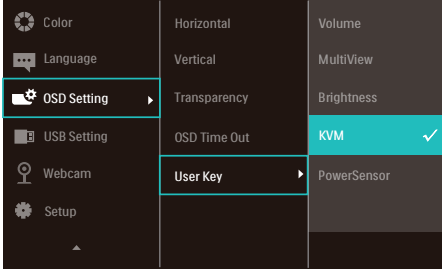 Color
Language
OSD Setting
USB Setting
Webcam
Setup
Horizontal
Vertical
Transparency
OSD Time Out
User Key
Volume
MultiView
Brightness
KVM
PowerSensor